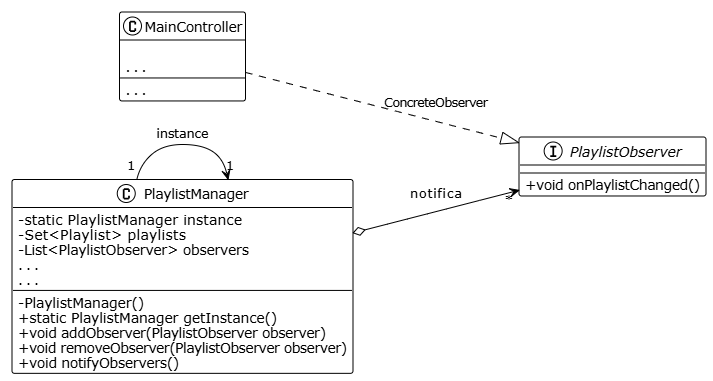 C MainController
...
...
ConcreteObserver
instance
1
1
I PlaylistObserver
+void onPlaylistChanged()
notifica
*
C PlaylistManager
-static PlaylistManager instance
-Set<Playlist> playlists
-List<PlaylistObserver> observers
...
...
-PlaylistManager()
+static PlaylistManager getInstance()
+void addObserver(PlaylistObserver observer)
+void removeObserver(PlaylistObserver observer)
+void notifyObservers()